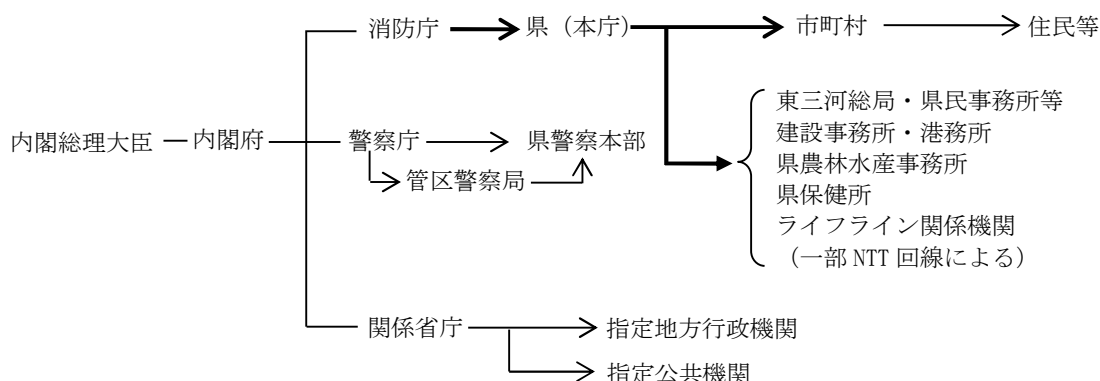 消防庁 県（本庁） 市町村 住民等
東三河総局・県民事務所等
内閣総理大臣 内閣府 警察庁 県警察本部 建設事務所・港務所
県農林水産事務所
管区警察局
県保健所
ライフライン関係機関
（一部 NTT 回線による）
関係省庁 指定地方行政機関
指定公共機関